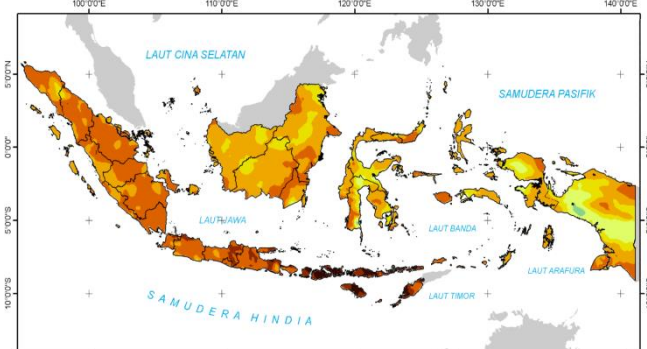 100°0'0"E 110°0'0"E 120°0'0"E 130°0'0"E 140°0'0"E
LAUT CINA SELATAN
5°0'0"N
SAMUDERA PASIFIK
0°0'0"
LAUT JAWA
5°0'0"S
LAUT BANDA
LAUT ARAFURA
10°0'0"S
LAUT TIMOR
SAMUDERA HINDIA